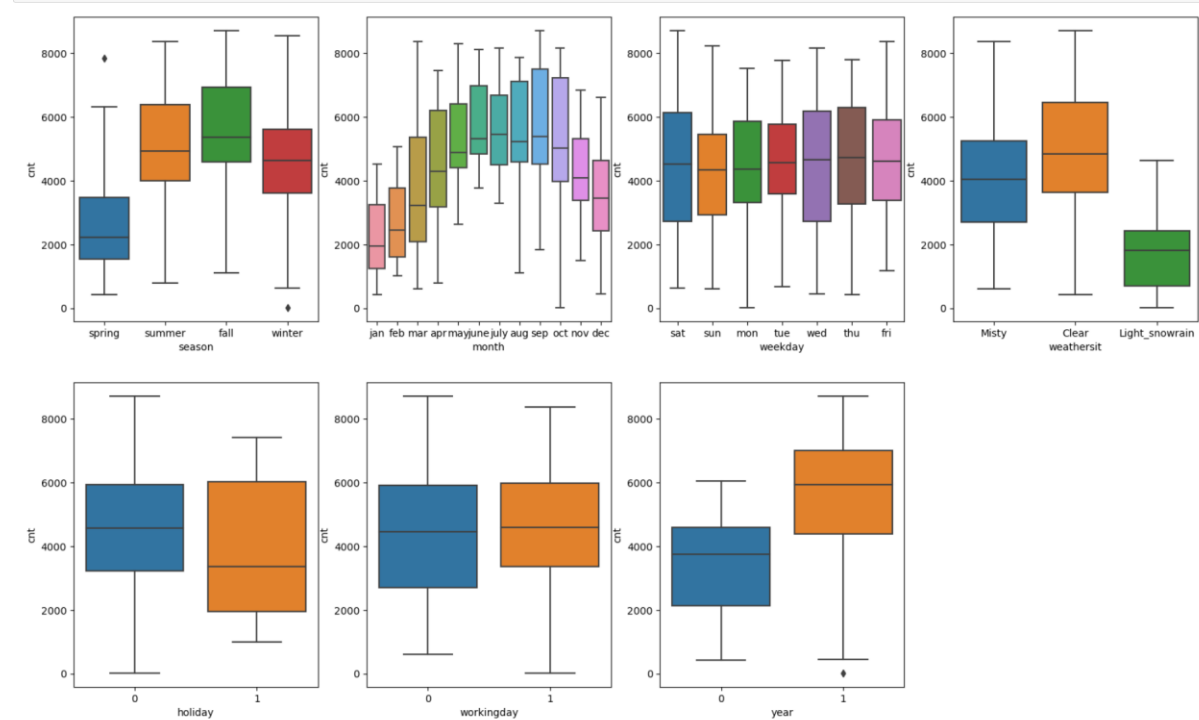 8000
6000
4000
2000
0
cnt
spring summer fall winter
season
8000
6000
4000
2000
0
cnt
jan feb mar apr may june july aug sep oct nov dec
month
8000
6000
4000
2000
0
cnt
sat sun mon tue wed thu fri
weekday
8000
6000
4000
2000
0
cnt
Misty Clear Light_snowrain
weathersit
8000
6000
4000
2000
0
cnt
0 1
holiday
8000
6000
4000
2000
0
cnt
0 1
workingday
8000
6000
4000
2000
0
cnt
0 1
year